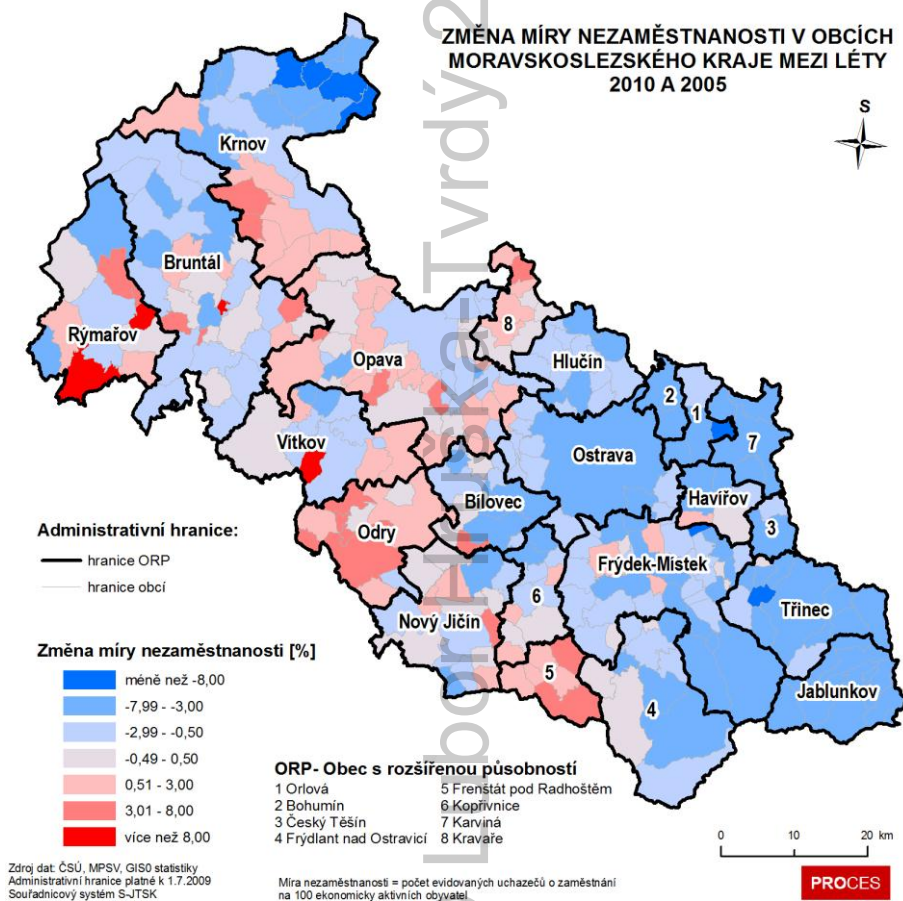 ZMĚNA MÍRY NEZAMĚSTNANOSTI V OBCÍCH
MORAVSKOSLEZSKÉHO KRAJE MEZI LÉTY
2010 A 2005
S
Krnov
Bruntál
Rýmařov
8
Opava
Hlučín
2
1
7
Vítkov
Ostrava
Bílovec
Havířov
3
Odry
Frýdek-Místek
6
Třinec
Nový Jičín
5
4
Jablunkov
Administrativní hranice:
hranice ORP
hranice obcí
Změna míry nezaměstnanosti [%]
méně než -8,00
-7,99 - -3,00
-2,99 - -0,50
-0,49 - 0,50
0,51 - 3,00
3,01 - 8,00
více než 8,00
ORP- Obec s rozšířenou působností
1 Orlová
2 Bohumín
3 Český Těšín
4 Frýdlant nad Ostravicí
5 Frenštát pod Radhoštěm
6 Kopřivnice
7 Karviná
8 Kravaře
0 10 20 km
Zdroj dat: ČSÚ, MPSV, GIS0 statistiky
Administrativní hranice platné k 1.7.2009
Souřadnicový systém S-JTSK
Míra nezaměstnanosti = počet evidovaných uchazečů o zaměstnání
na 100 ekonomicky aktivních obyvatel
PROCES
LuborHruška-Tvrdý 2